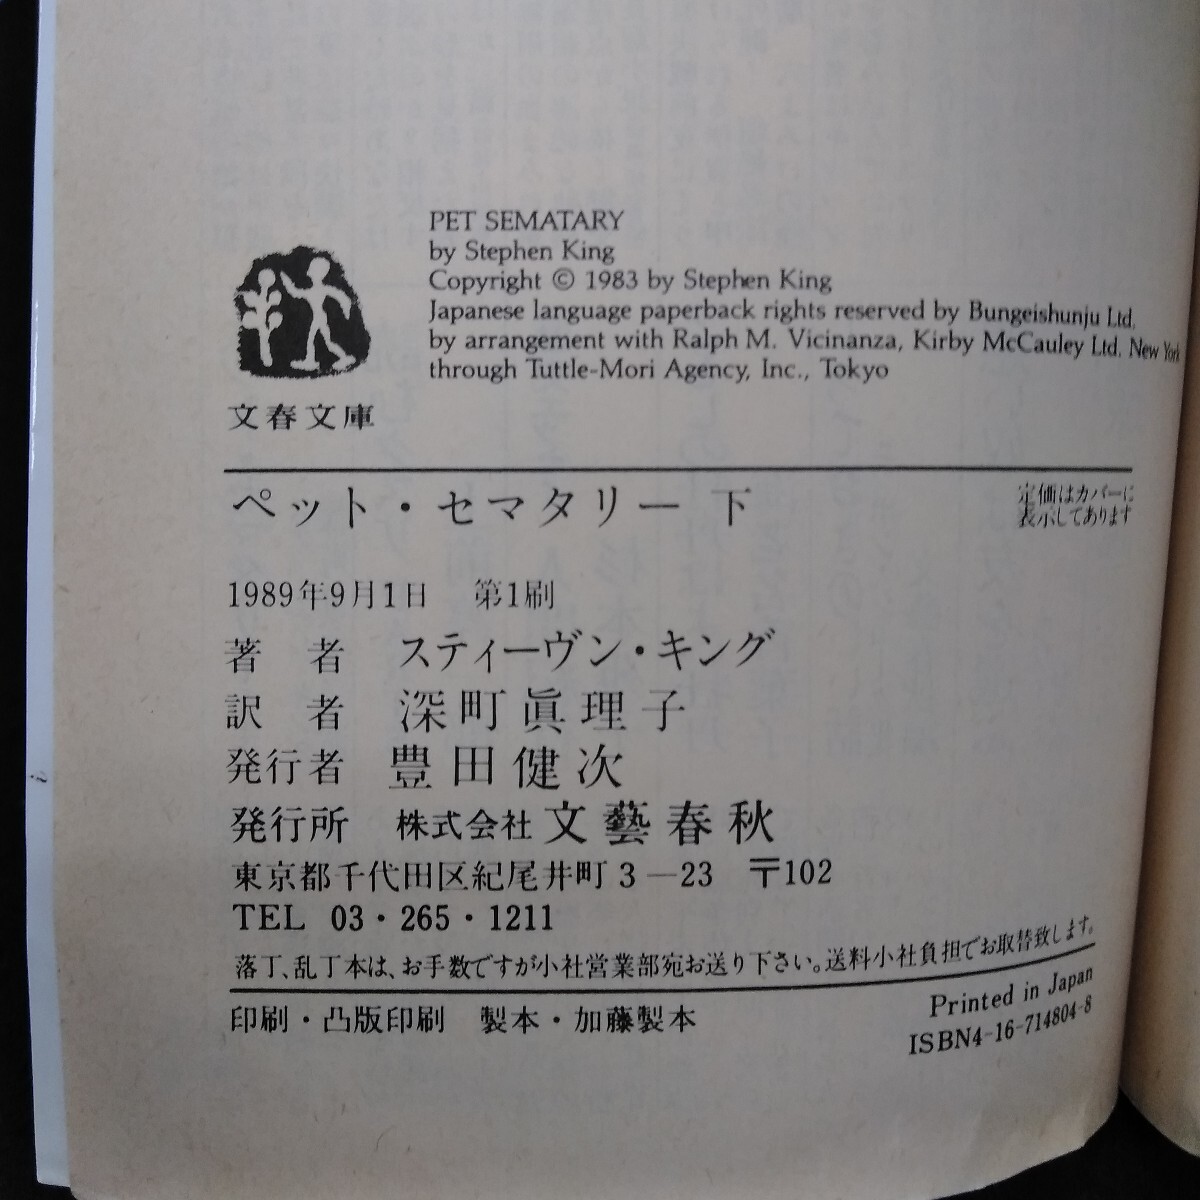 PET SEMATARY
by Stephen King
Copyright © 1983 by Stephen King
Japanese language paperback rights reserved by Bungeishunju Ltd.
by arrangement with Ralph M. Vicinanza, Kirby McCauley Ltd. New York
through Tuttle-Mori Agency, Inc., Tokyo
文春文庫
ペット・セマタリー 下
定価はカバーに
表示してあります
1989年9月1日 第1刷
著 者 スティーヴン・キング
訳 者 深町眞理子
発行者 豊田健次
発行所 株式会社 文藝春秋
東京都千代田区紀尾井町3—23 〒102
TEL 03・265・1211
落丁、乱丁本は、お手数ですが小社営業部宛お送り下さい。送料小社負担でお取替致します。
印刷・凸版印刷 製本・加藤製本
Printed in Japan
ISBN4-16-714804-8